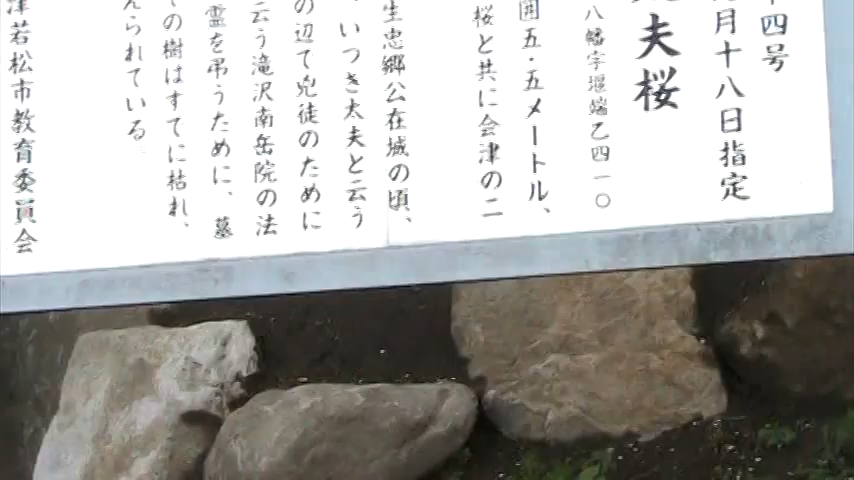 十四号
月十八日指定
夫桜
八幡字堰端乙四一〇
囲五・五メートル、
桜と共に会津の二
生忠郷公在城の頃、
、いつき太夫と云う
の辺て兇徒のために
云う滝沢南岳院の法
霊を弔うために、墓
の樹はすでに枯れ、
えられている。
津若松市教育委員会